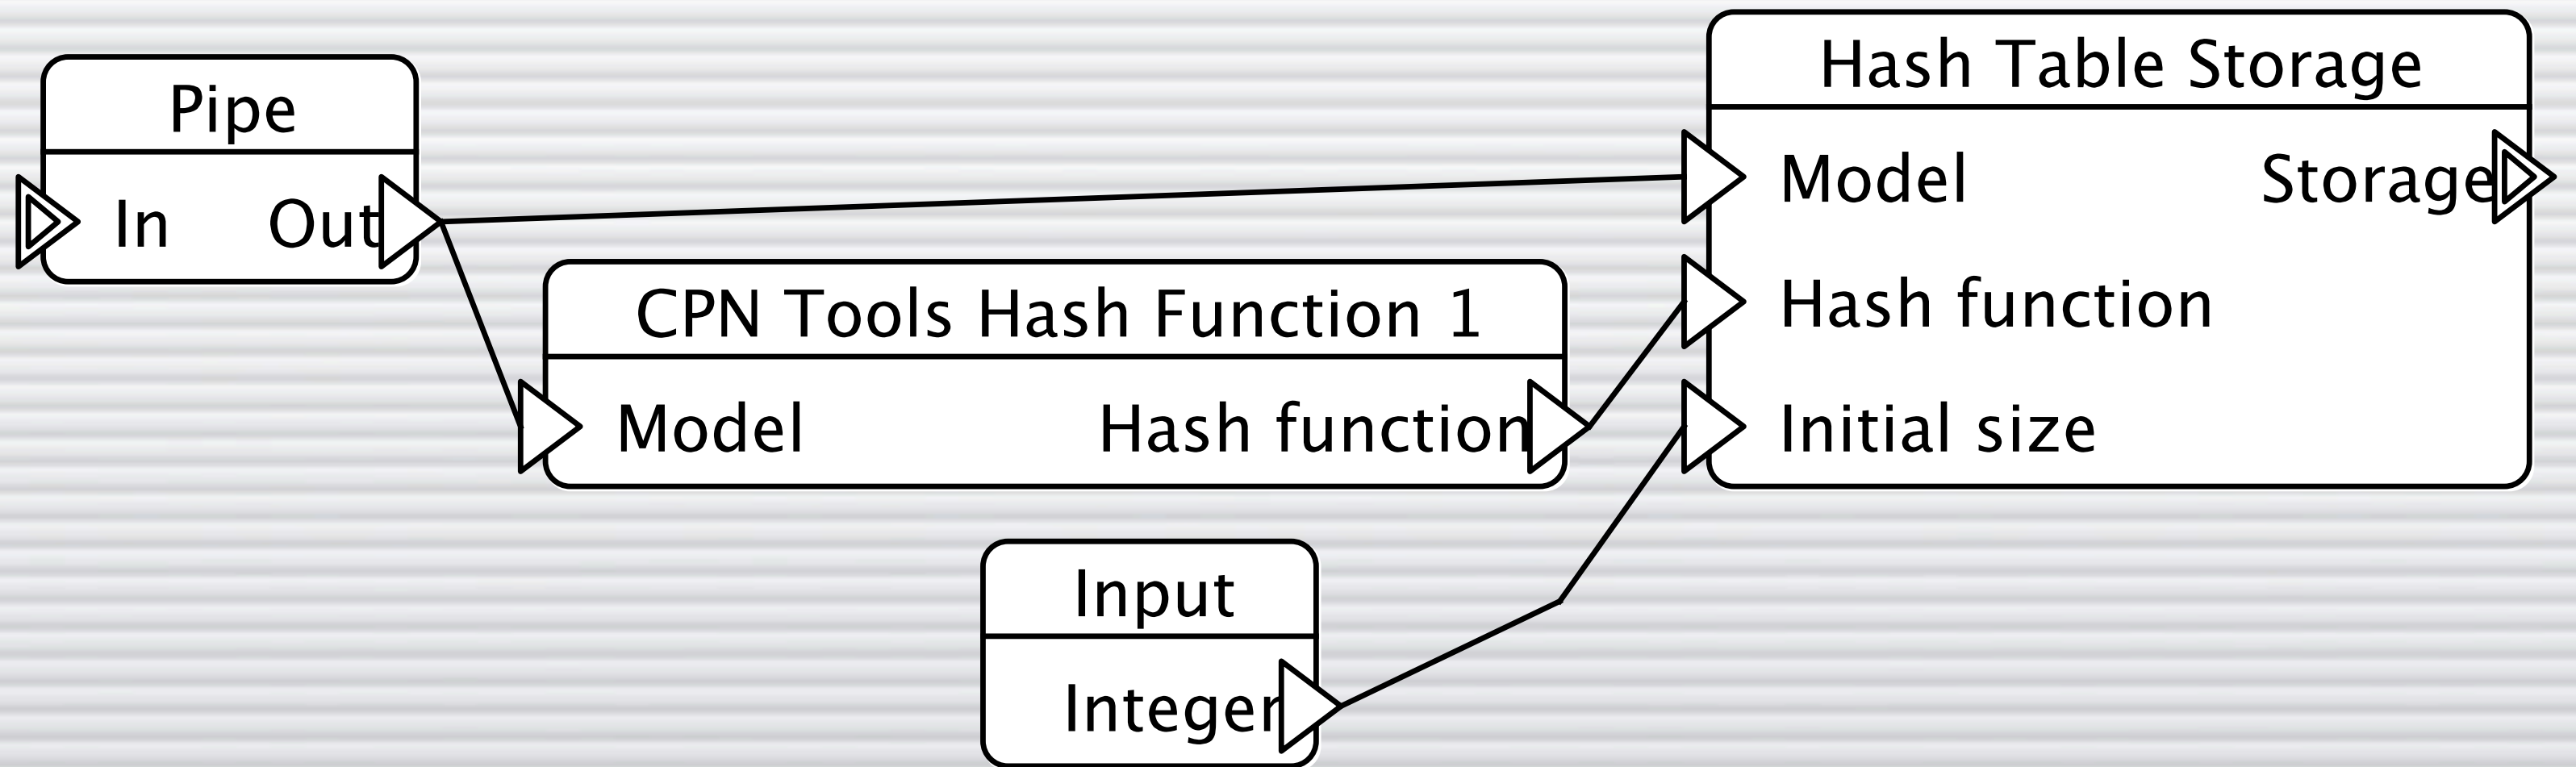 Pipe
In Out
CPN Tools Hash Function 1
Model Hash function
Input
Integer
Hash Table Storage
Model Storage
Hash function
Initial size